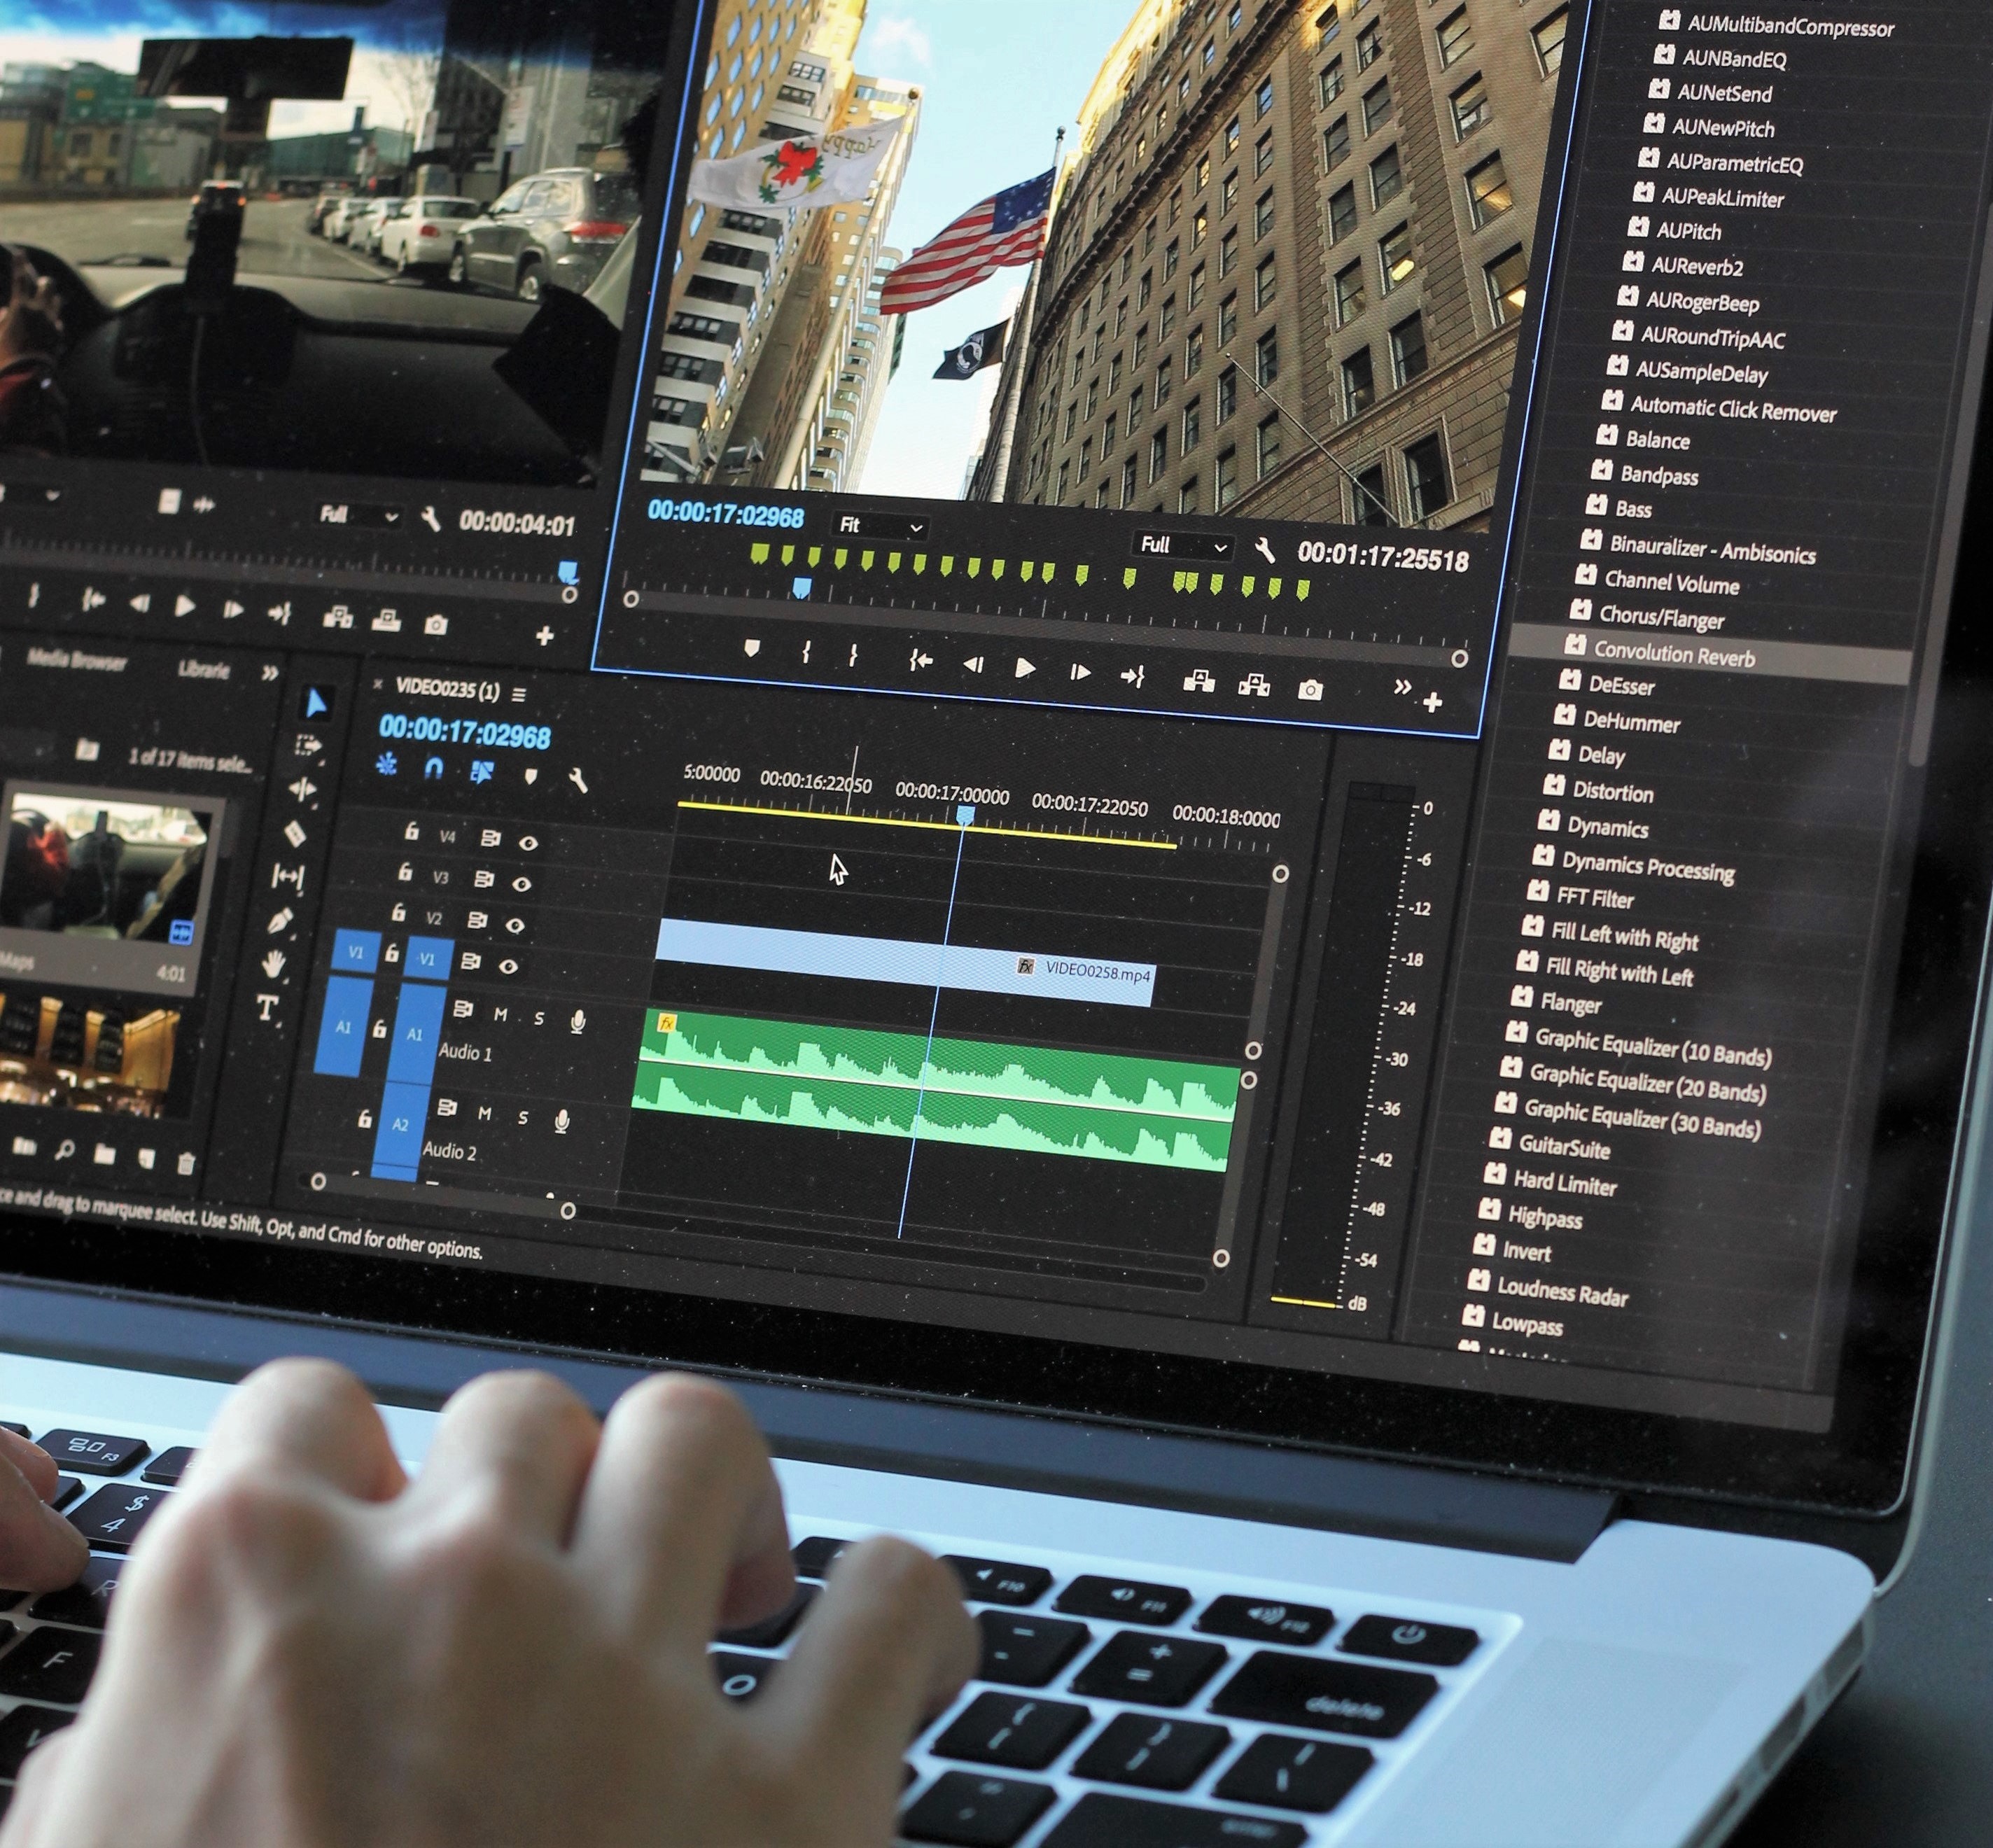 Happy
Full
00:00:04:01
00:00:17:02968
Fit
Full
00:01:17:25518
Media Browser
Librarie
1 of 17 items sele...
Maps
4:01
× VIDEO0235 (1)
00:00:17:02968
5:00000 00:00:16:22050 00:00:17:00000 00:00:17:22050 00:00:18:0000
V4
V3
V2
V1 V1
fx VIDEO0258.mp4
A1 A1 M S
fx
Audio 1
A2 M S
Audio 2
T
ce and drag to marquee select. Use Shift, Opt, and Cmd for other options.
0
-6
-12
-18
-24
-30
-36
-42
-48
-54
dB
AUMultibandCompressor
AUNBandEQ
AUNetSend
AUNewPitch
AUParametricEQ
AUPeakLimiter
AUPitch
AUReverb2
AURogerBeep
AURoundTripAAC
AUSampleDelay
Automatic Click Remover
Balance
Bandpass
Bass
Binauralizer - Ambisonics
Channel Volume
Chorus/Flanger
Convolution Reverb
DeEsser
DeHummer
Delay
Distortion
Dynamics
Dynamics Processing
FFT Filter
Fill Left with Right
Fill Right with Left
Flanger
Graphic Equalizer (10 Bands)
Graphic Equalizer (20 Bands)
Graphic Equalizer (30 Bands)
GuitarSuite
Hard Limiter
Highpass
Invert
Loudness Radar
Lowpass
F3
$
4
R
F
F10
F11
F12
-
+
=
delete
O
{
[
}
]
|
\
enter